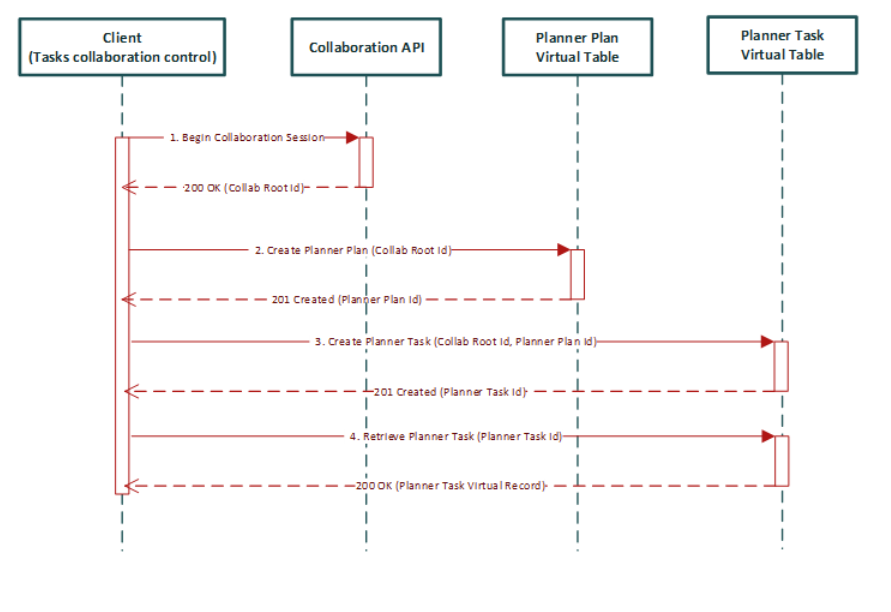 Client
(Tasks collaboration control)
Collaboration API
Planner Plan
Virtual Table
Planner Task
Virtual Table
1. Begin Collaboration Session
200 OK (Collab Root Id)
2. Create Planner Plan (Collab Root Id)
201 Created (Planner Plan Id)
3. Create Planner Task (Collab Root Id, Planner Plan Id)
201 Created (Planner Task Id)
4. Retrieve Planner Task (Planner Task Id)
200 OK (Planner Task Virtual Record)